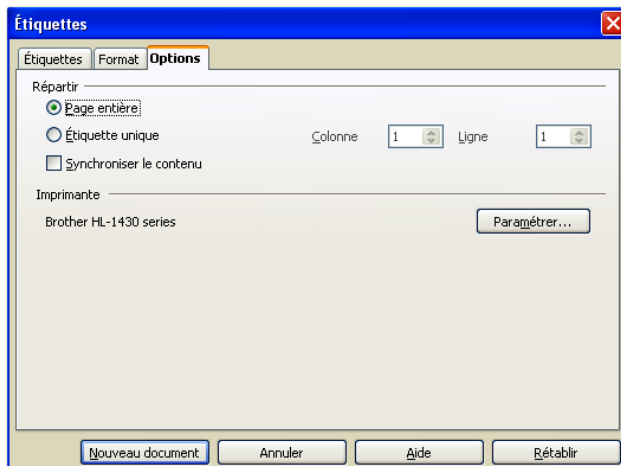 Étiquettes
Étiquettes Format Options
Répartir
Page entière
Étiquette unique Colonne 1 Ligne 1
Synchroniser le contenu
Imprimante
Brother HL-1430 series Paramétrer...
Nouveau document Annuler Aide Rétablir